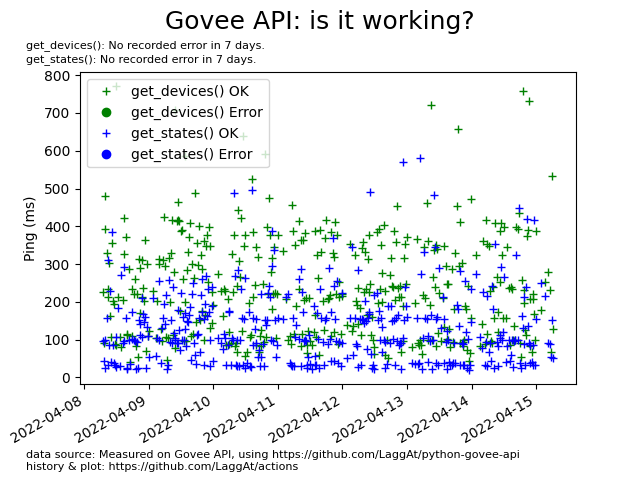 Govee API: is it working?
get_devices(): No recorded error in 7 days.
get_states(): No recorded error in 7 days.
800
700
600
500
400
300
200
100
0
Ping (ms)
get_devices() OK
get_devices() Error
get_states() OK
get_states() Error
2022-04-08
2022-04-09
2022-04-10
2022-04-11
2022-04-12
2022-04-13
2022-04-14
2022-04-15
data source: Measured on Govee API, using https://github.com/LaggAt/python-govee-api
history & plot: https://github.com/LaggAt/actions